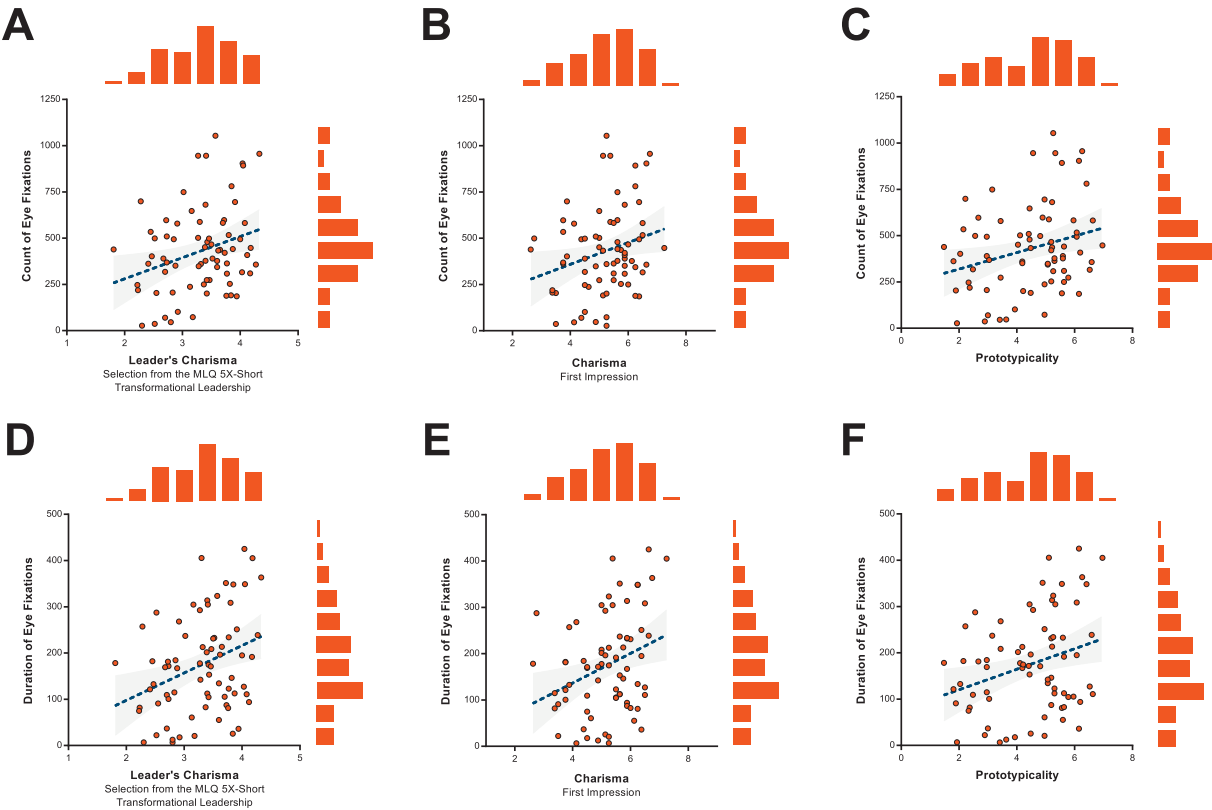 A
B
C
Count of Eye Fixations
1250
1000
750
500
250
0
1
2
3
4
5
Leader's Charisma
Selection from the MLQ 5X-Short
Transformational Leadership
Count of Eye Fixations
1250
1000
750
500
250
0
2
4
6
8
Charisma
First Impression
Count of Eye Fixations
1250
1000
750
500
250
0
0
2
4
6
8
Prototypicality
D
E
F
Duration of Eye Fixations
500
400
300
200
100
0
1
2
3
4
5
Leader's Charisma
Selection from the MLQ 5X-Short
Transformational Leadership
Duration of Eye Fixations
500
400
300
200
100
0
2
4
6
8
Charisma
First Impression
Duration of Eye Fixations
500
400
300
200
100
0
0
2
4
6
8
Prototypicality